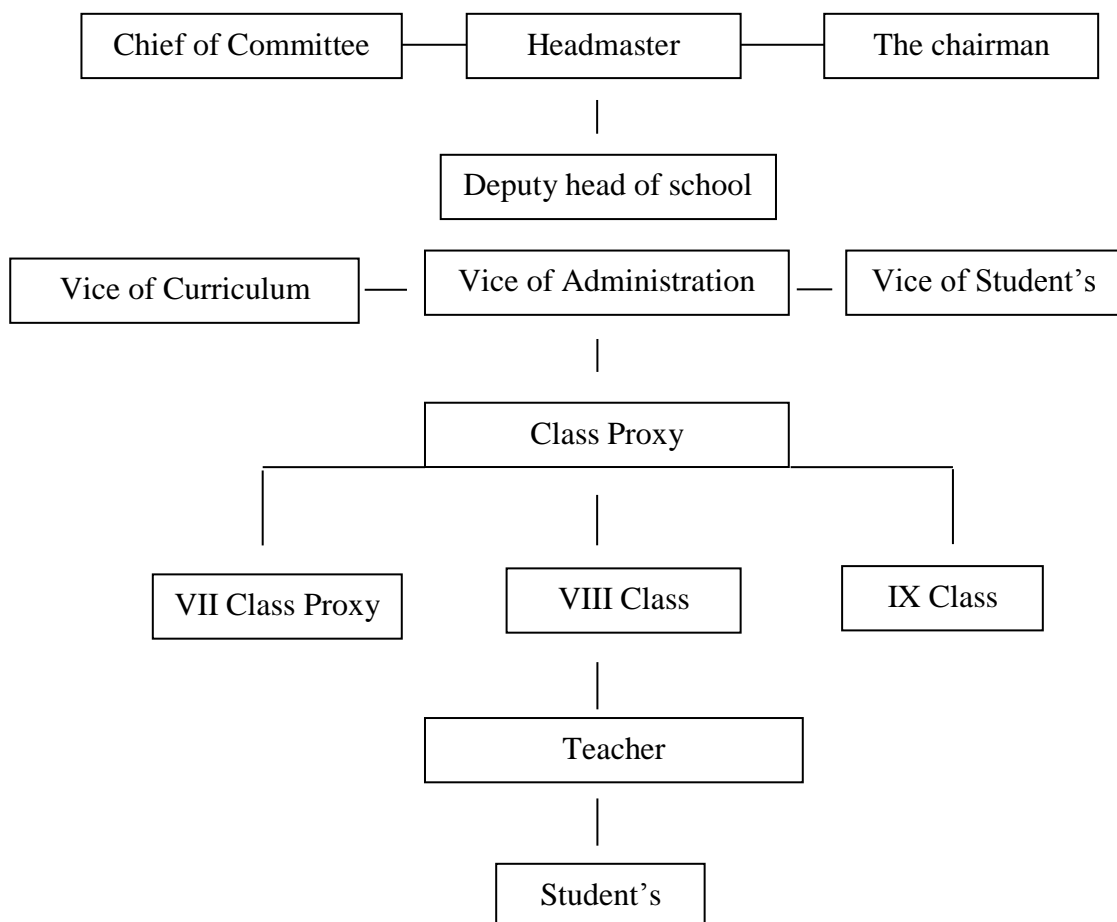 Chief of Committee
Headmaster
The chairman
Deputy head of school
Vice of Curriculum
Vice of Administration
Vice of Student’s
Class Proxy
VII Class Proxy
VIII Class
IX Class
Teacher
Student’s